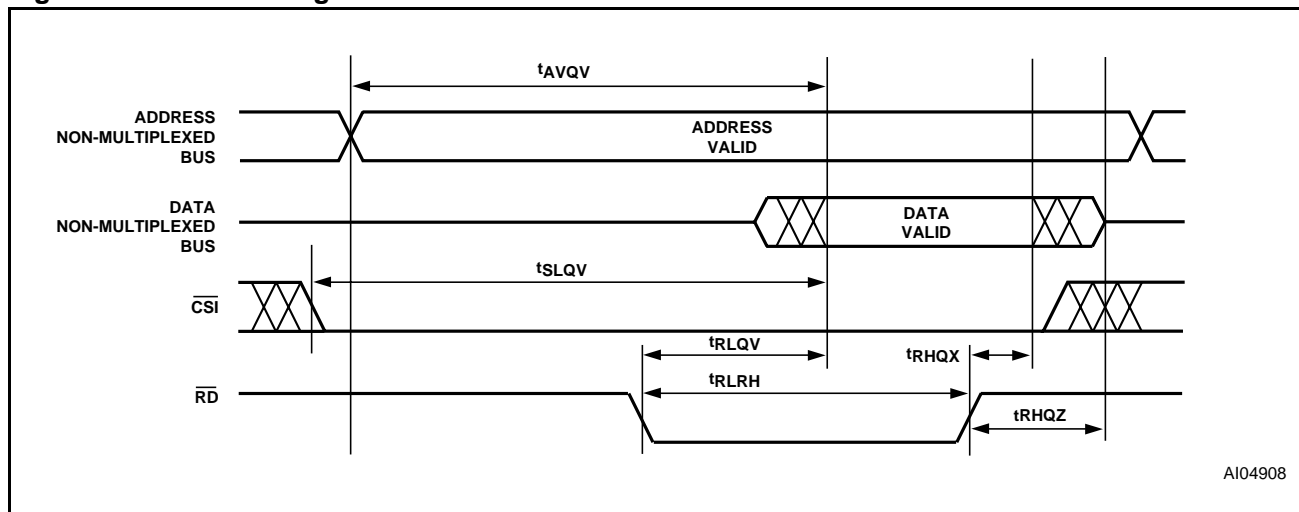 tAVQV
ADDRESS
NON-MULTIPLEXED
BUS
ADDRESS
VALID
DATA
NON-MULTIPLEXED
BUS
DATA
VALID
tSLQV
CSI
tRLQV
tRHQX
tRLRH
RD
tRHQZ
AI04908